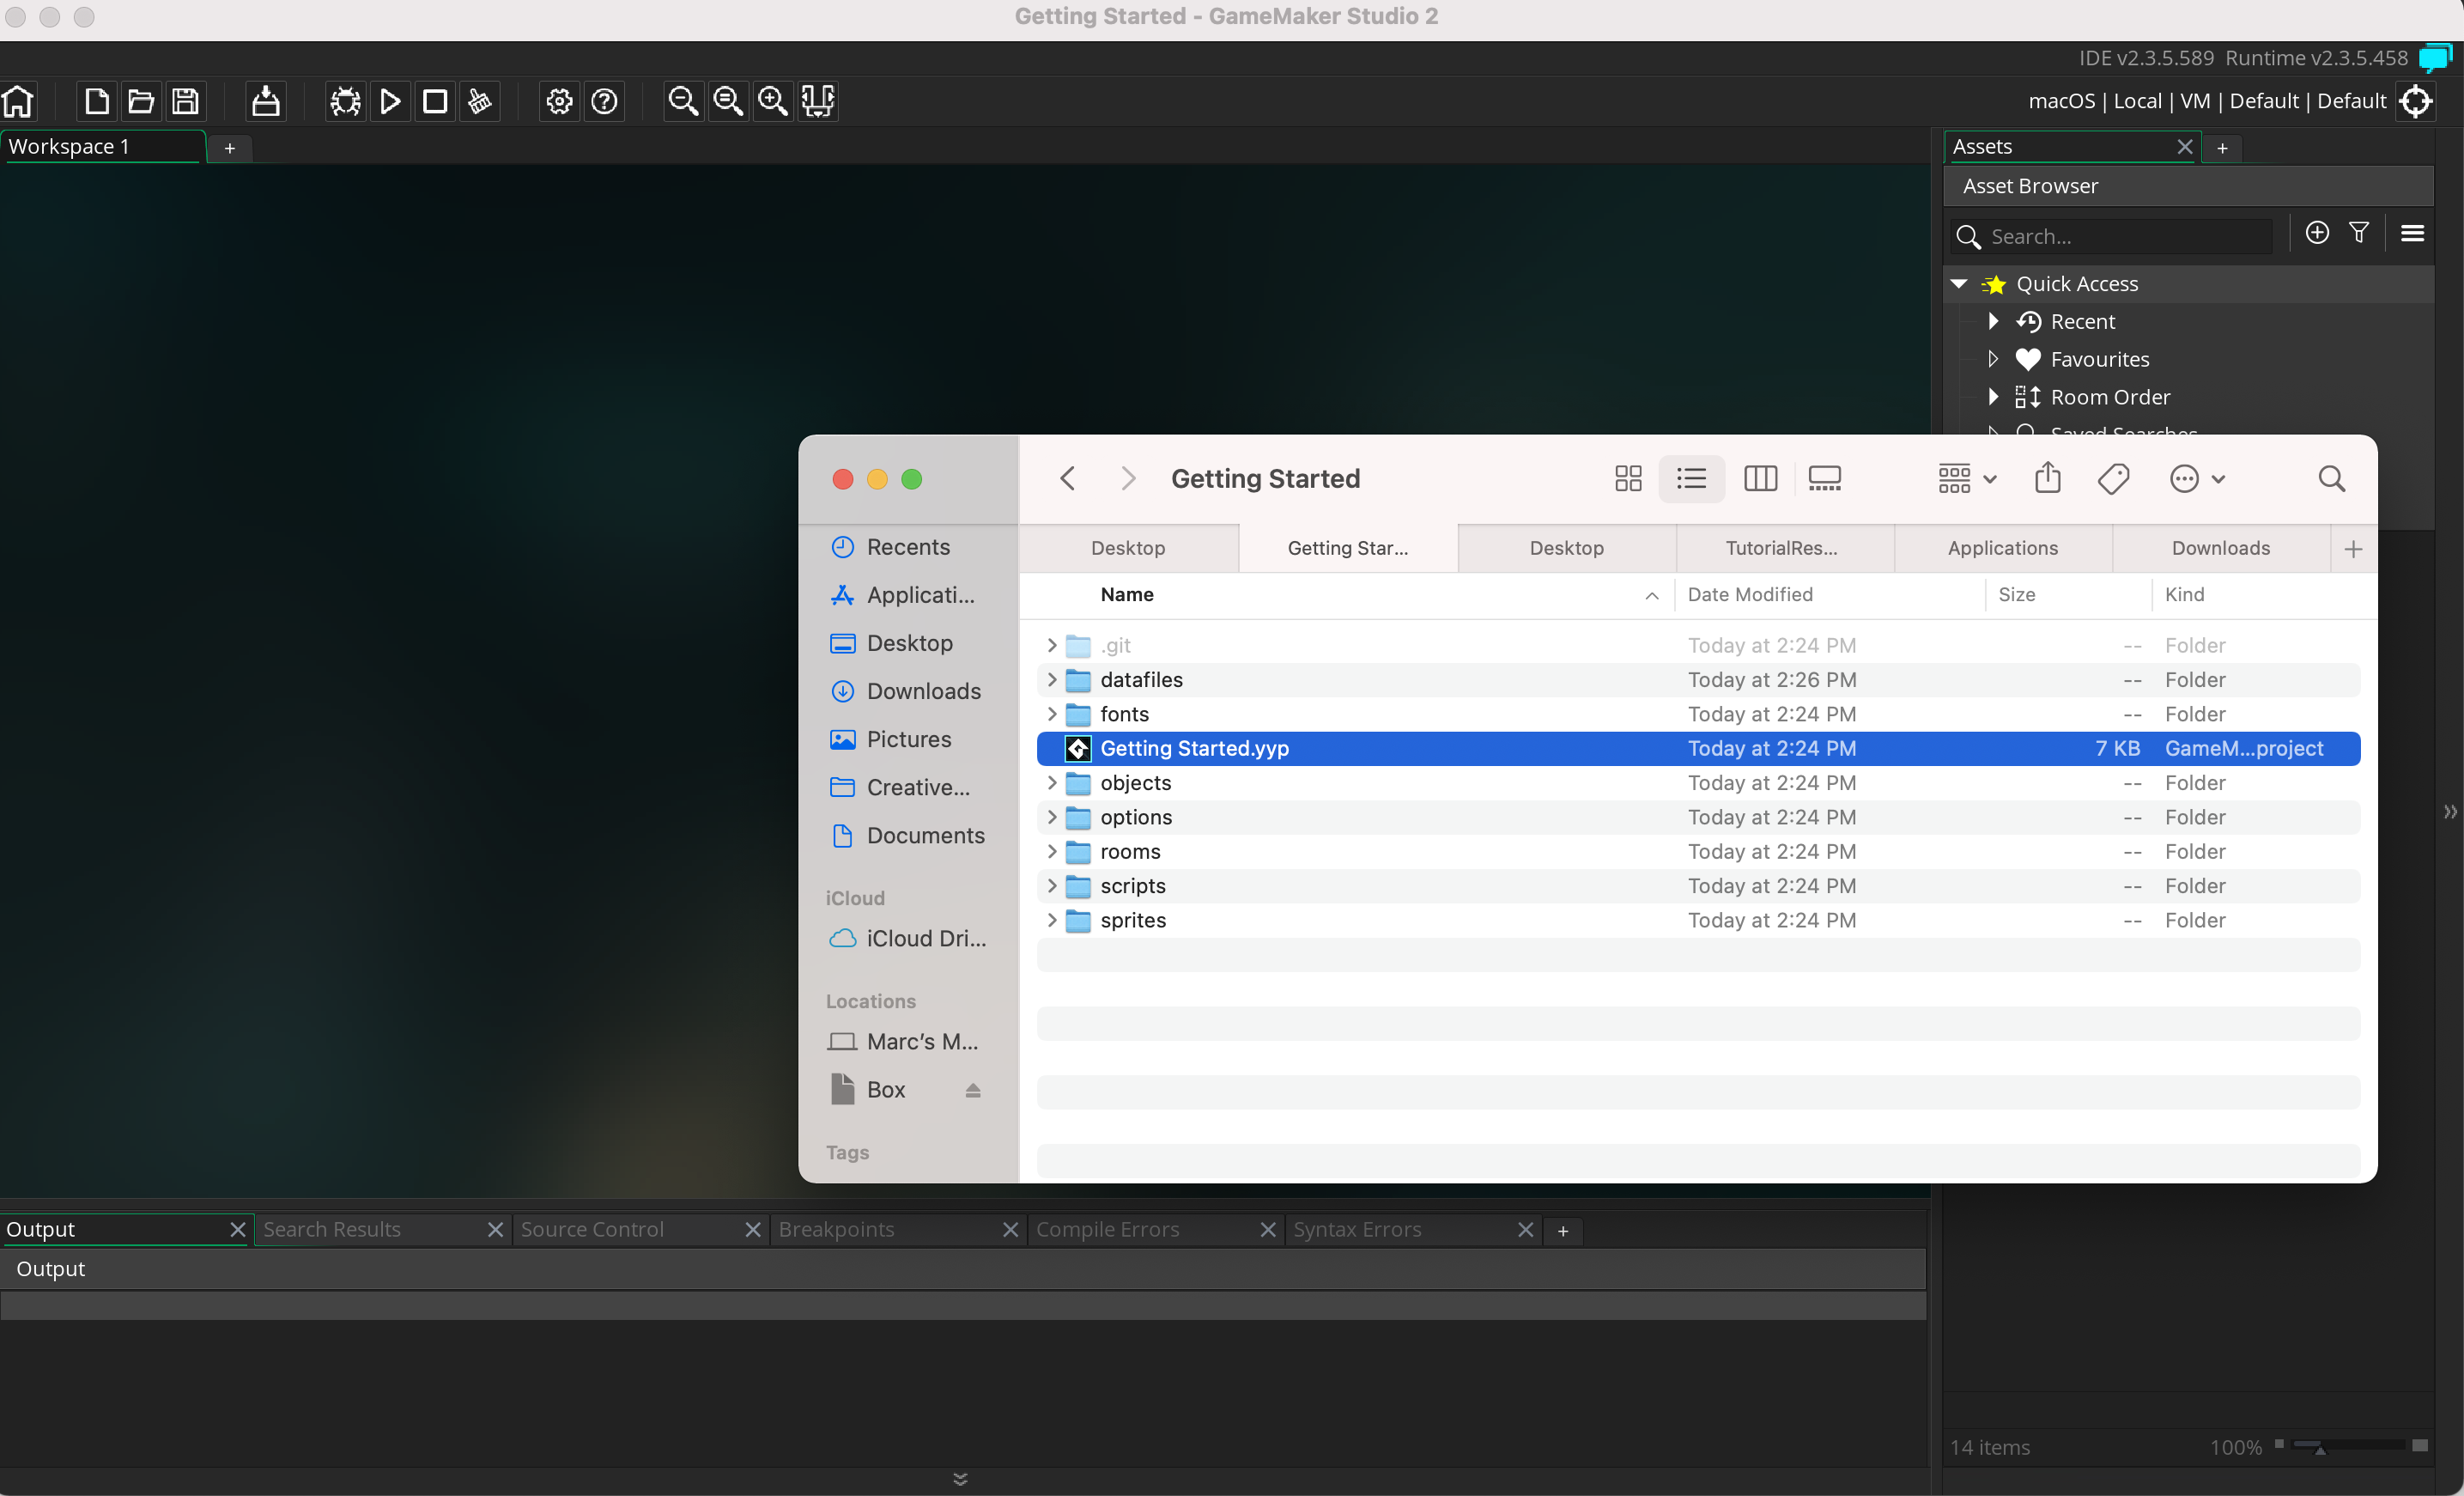 Getting Started - GameMaker Studio 2
IDE v2.3.5.589 Runtime v2.3.5.458
macOS | Local | VM | Default | Default
Workspace 1 +
Assets +
Asset Browser
Search...
Quick Access
Recent
Favourites
Room Order
Saved Searches
Getting Started
Desktop Getting Star... Desktop TutorialRes... Applications Downloads
Recents
Applicati...
Desktop
Downloads
Pictures
Creative...
Documents
iCloud
iCloud Dri...
Locations
Marc’s M...
Box
Tags
Name Date Modified Size Kind
.git Today at 2:24 PM -- Folder
datafiles Today at 2:26 PM -- Folder
fonts Today at 2:24 PM -- Folder
Getting Started.yyp Today at 2:24 PM 7 KB GameM...project
objects Today at 2:24 PM -- Folder
options Today at 2:24 PM -- Folder
rooms Today at 2:24 PM -- Folder
scripts Today at 2:24 PM -- Folder
sprites Today at 2:24 PM -- Folder
Output Search Results Source Control Breakpoints Compile Errors Syntax Errors +
Output
14 items 100%